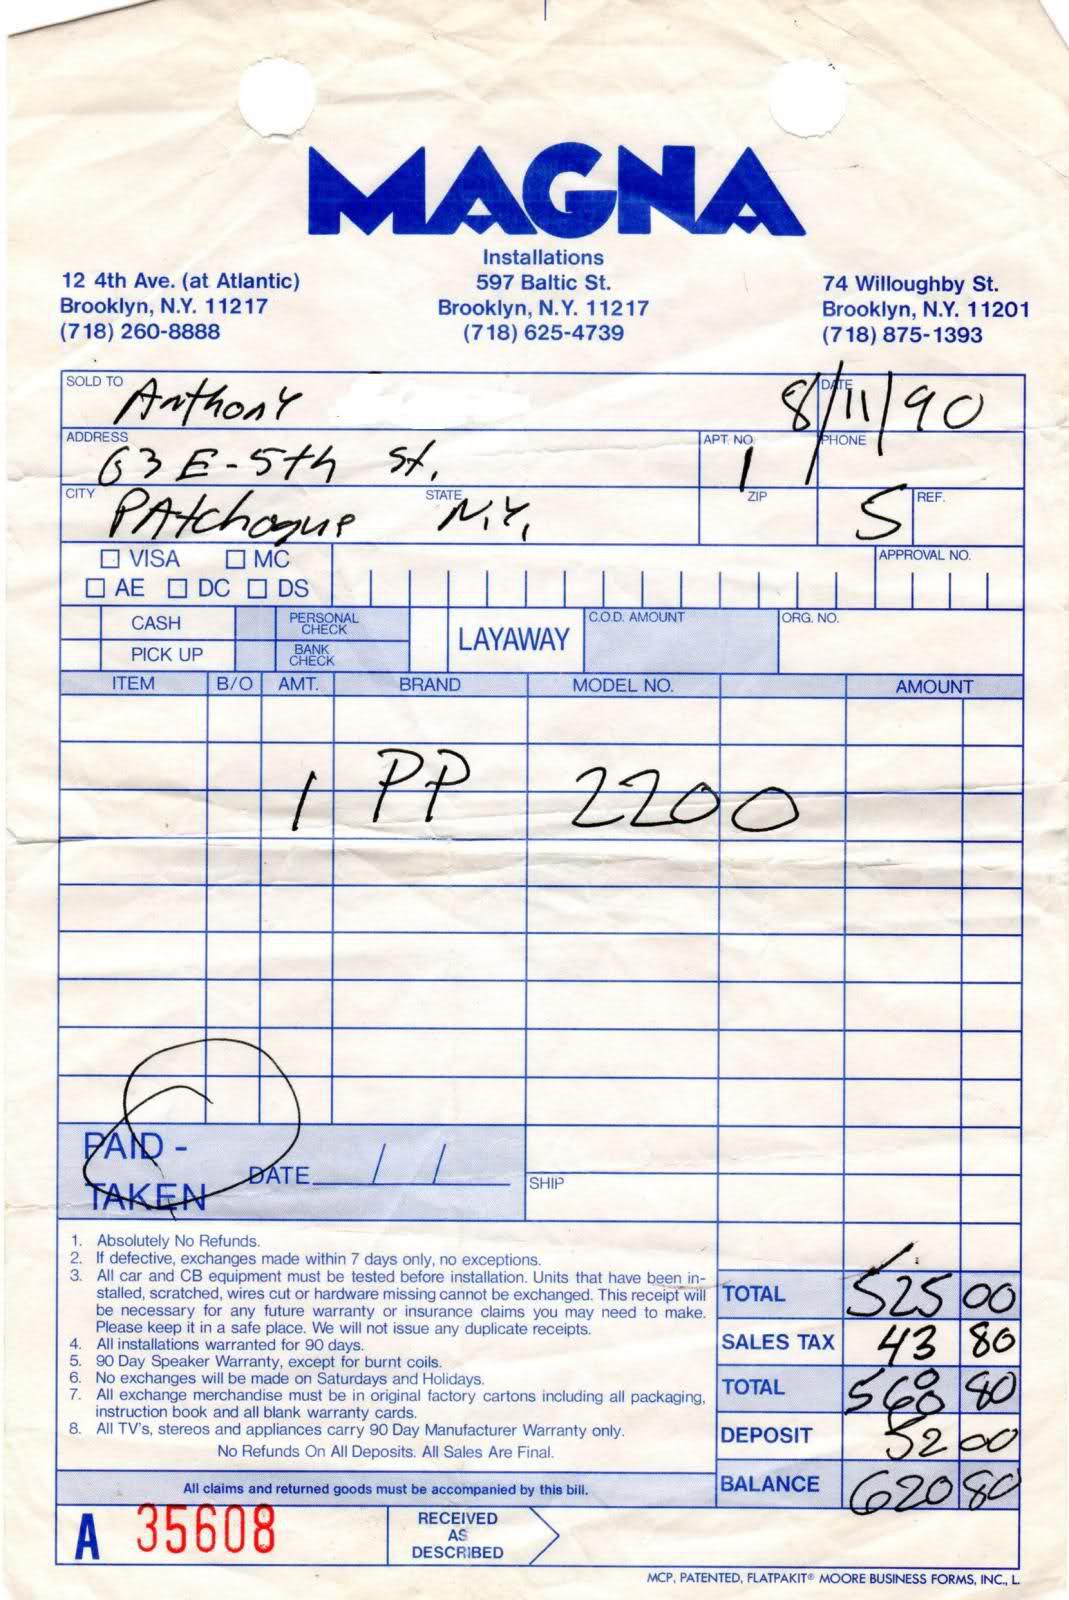 MAGNA
Installations
12 4th Ave. (at Atlantic)
Brooklyn, N.Y. 11217
(718) 260-8888
597 Baltic St.
Brooklyn, N.Y. 11217
(718) 625-4739
74 Willoughby St.
Brooklyn, N.Y. 11201
(718) 875-1393
SOLD TO Anthony DATE 8/11/90
ADDRESS 63 E-5th St. APT. NO. 1 PHONE
CITY PAtchogue STATE N.Y. ZIP S REF.
VISA MC APPROVAL NO.
AE DC DS
CASH PERSONAL CHECK LAYAWAY C.O.D. AMOUNT ORG. NO.
PICK UP BANK CHECK
ITEM B/O AMT. BRAND MODEL NO. AMOUNT
1 PP 2200
PAID -
TAKEN DATE / /
SHIP
1. Absolutely No Refunds.
2. If defective, exchanges made within 7 days only, no exceptions.
3. All car and CB equipment must be tested before installation. Units that have been in-
stalled, scratched, wires cut or hardware missing cannot be exchanged. This receipt will
be necessary for any future warranty or insurance claims you may need to make.
Please keep it in a safe place. We will not issue any duplicate receipts.
4. All installations warranted for 90 days.
5. 90 Day Speaker Warranty, except for burnt coils.
6. No exchanges will be made on Saturdays and Holidays.
7. All exchange merchandise must be in original factory cartons including all packaging,
instruction book and all blank warranty cards.
8. All TV's, stereos and appliances carry 90 Day Manufacturer Warranty only.
No Refunds On All Deposits. All Sales Are Final.
All claims and returned goods must be accompanied by this bill.
TOTAL 525 00
SALES TAX 43 80
TOTAL 80
DEPOSIT 52 00
BALANCE 620 80
A 35608
RECEIVED
AS
DESCRIBED
MCP, PATENTED, FLATPAKIT® MOORE BUSINESS FORMS, INC., L